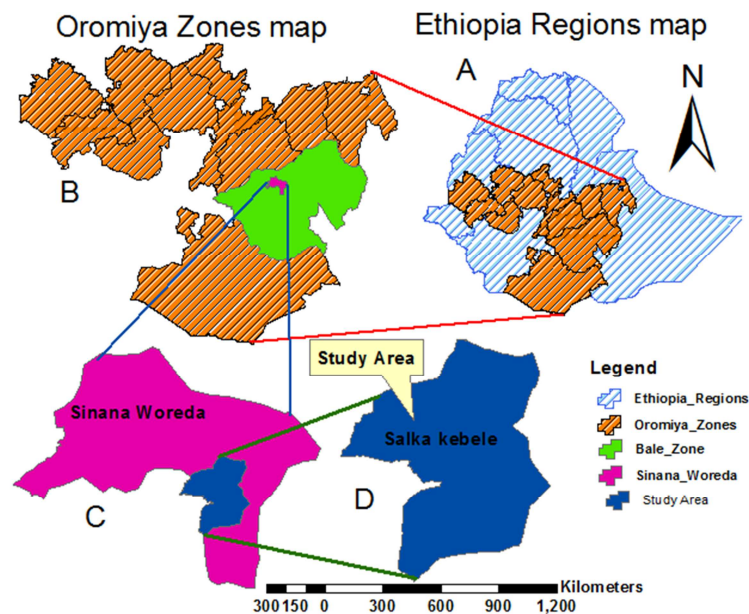 Oromiya Zones map
Ethiopia Regions map
A
N
B
Study Area
Sinana Woreda
Salka kebele
C
D
Legend
Ethiopia_Regions
Oromiya_Zones
Bale_Zone
Sinana_Woreda
Study Area
Kilometers
300 150 0 300 600 900 1,200